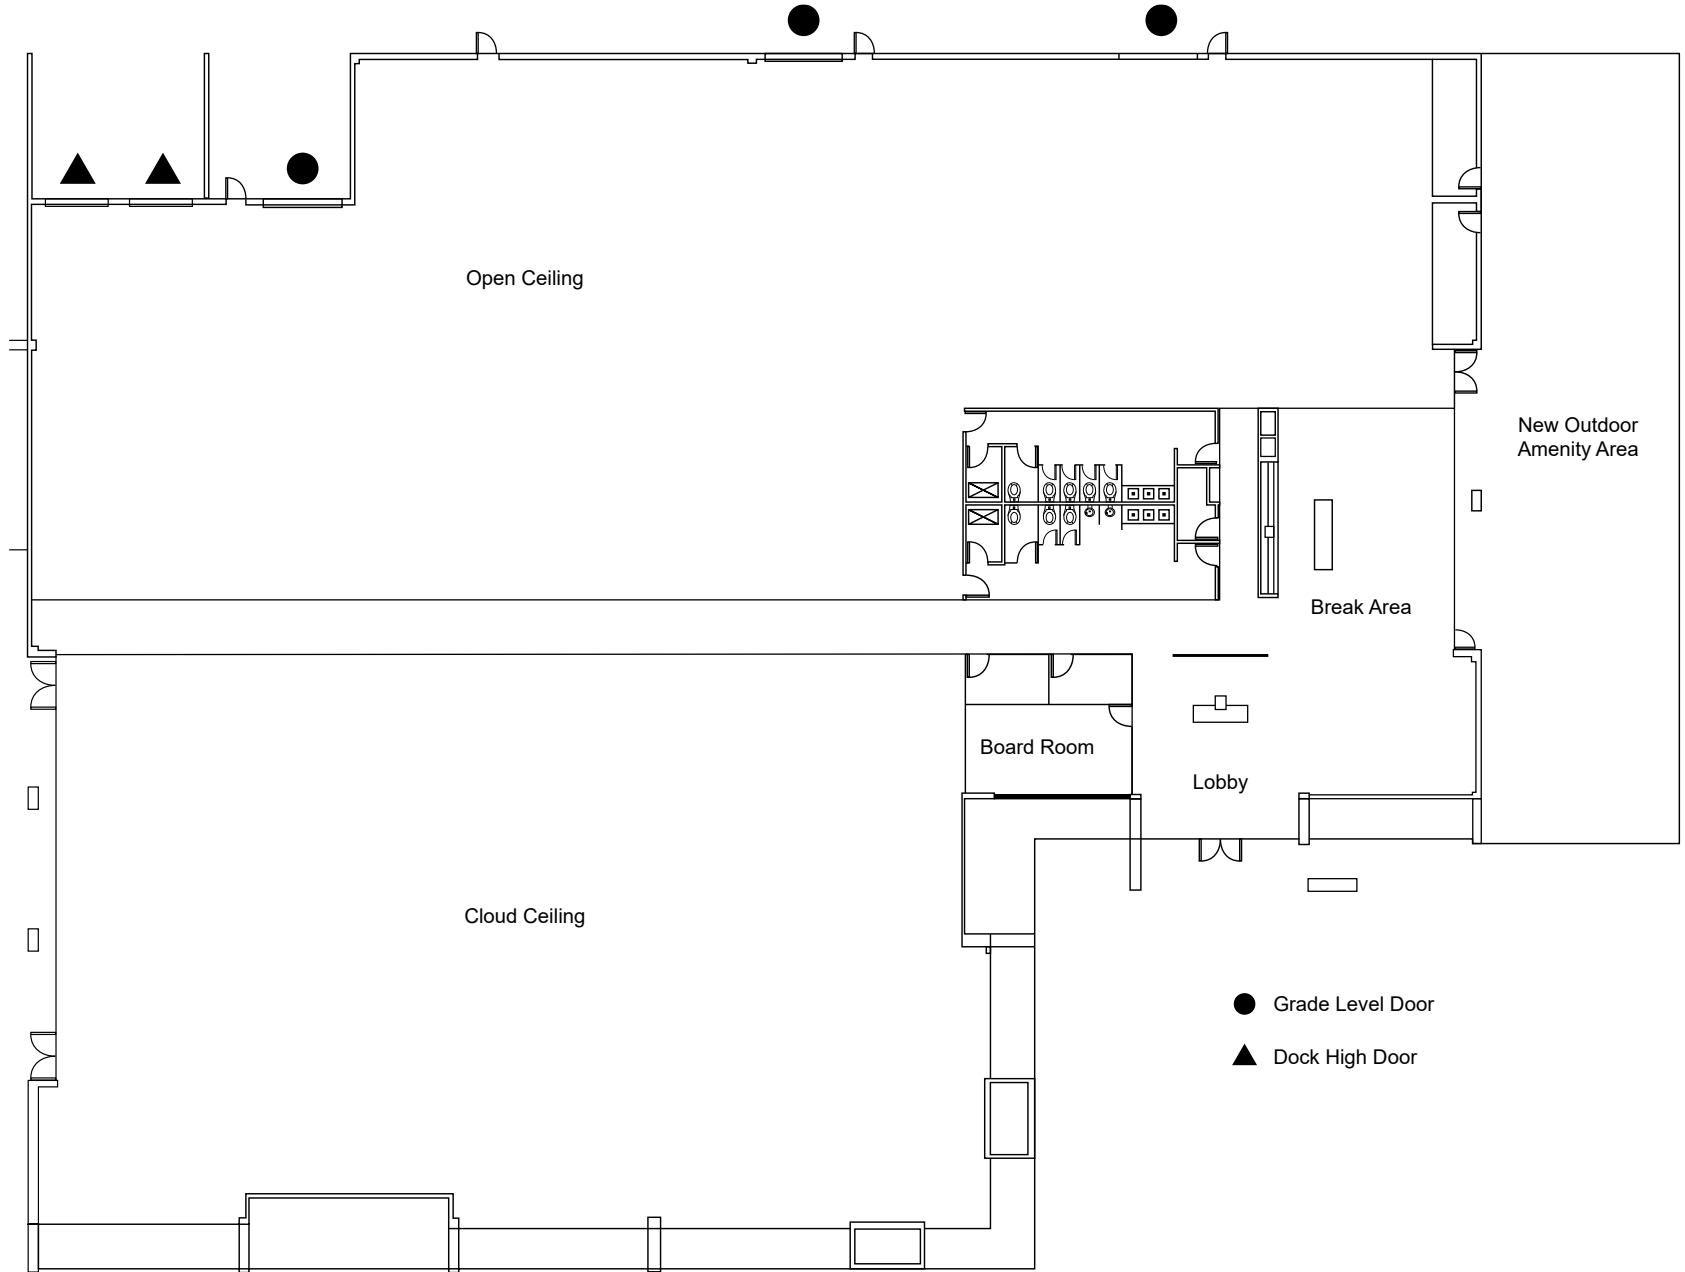 Open Ceiling
New Outdoor
Amenity Area
Break Area
Board Room
Lobby
Cloud Ceiling
Grade Level Door
Dock High Door